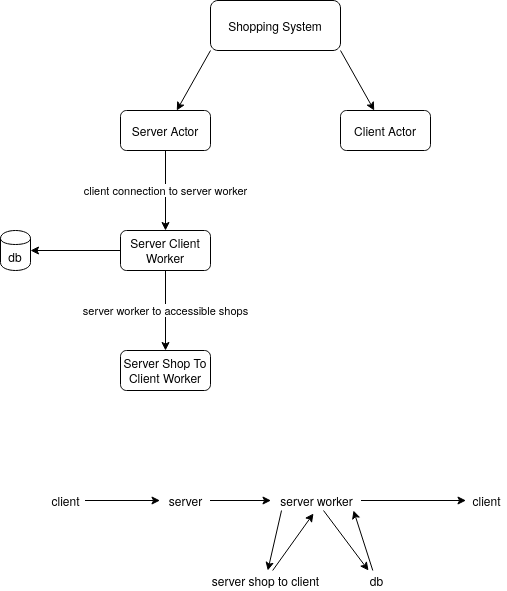 Shopping System
Server Actor
Client Actor
client connection to server worker
Server Client
Worker
db
server worker to accessible shops
Server Shop To
Client Worker
client
server
server worker
client
server shop to client
db